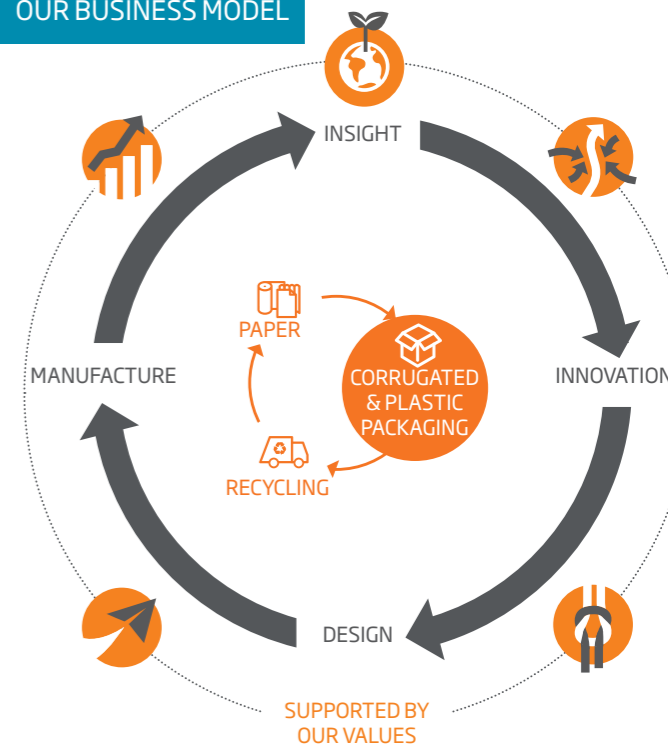 OUR BUSINESS MODEL
INSIGHT
PAPER
CORRUGATED
& PLASTIC
PACKAGING
MANUFACTURE
INNOVATION
RECYCLING
DESIGN
SUPPORTED BY
OUR VALUES